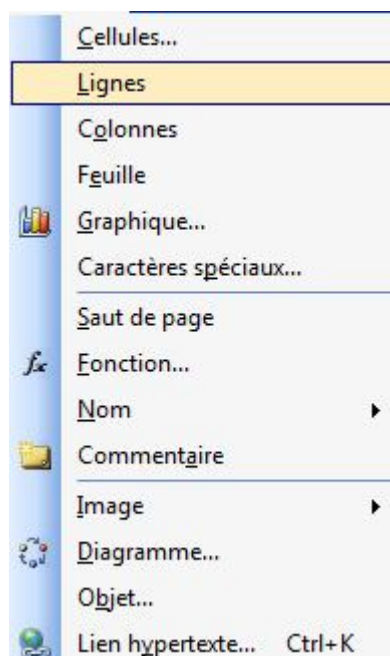 Cellules...
Lignes
Colonnes
Feuille
Graphique...
Caractères spéciaux...
Saut de page
fx Fonction...
Nom
Commentaire
Image
Diagramme...
Objet...
Lien hypertexte... Ctrl+K